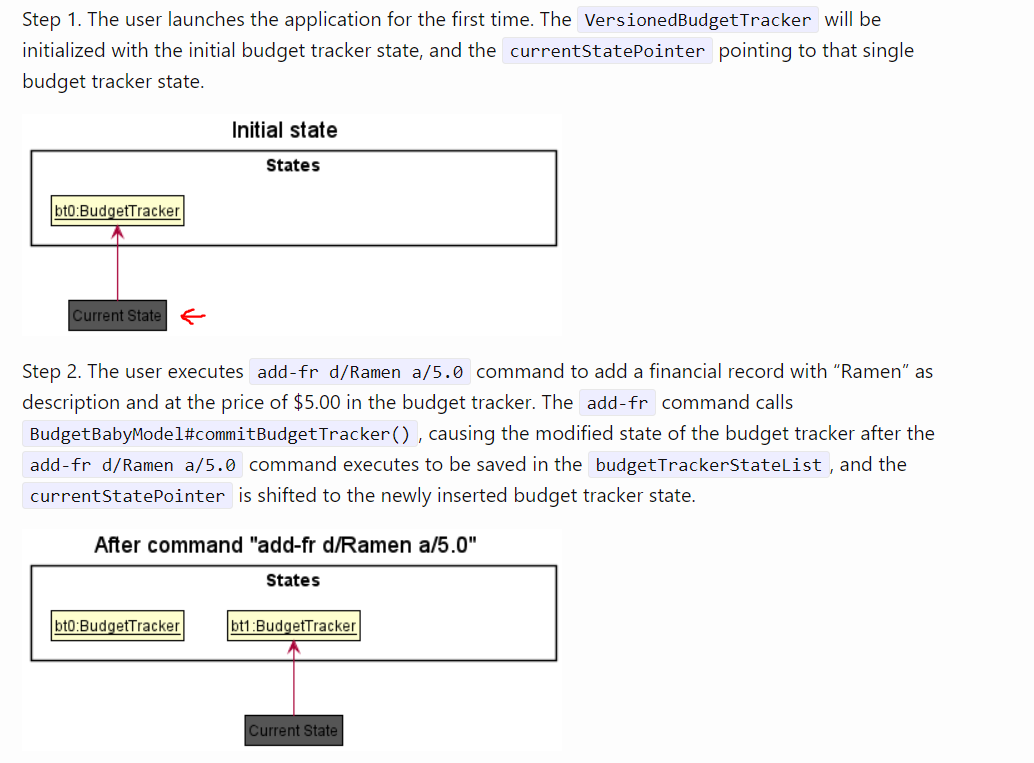 Step 1. The user launches the application for the first time. The VersionedBudgetTracker will be
initialized with the initial budget tracker state, and the currentStatePointer pointing to that single
budget tracker state.
Initial state
States
bt0:BudgetTracker
Current State
Step 2. The user executes add-fr d/Ramen a/5.0 command to add a financial record with “Ramen” as
description and at the price of $5.00 in the budget tracker. The add-fr command calls
BudgetBabyModel#commitBudgetTracker() , causing the modified state of the budget tracker after the
add-fr d/Ramen a/5.0 command executes to be saved in the budgetTrackerStateList , and the
currentStatePointer is shifted to the newly inserted budget tracker state.
After command "add-fr d/Ramen a/5.0"
States
bt0:BudgetTracker bt1:BudgetTracker
Current State